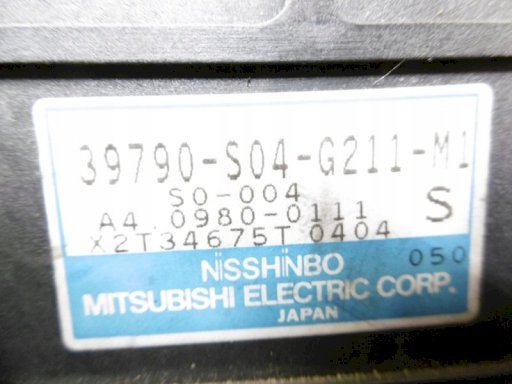 39790-S04-G211-M1
S0-004
A4 0980-0111 S
X2T34675T 0404
NiSSHiNBO 050
MITSUBISHI ELECTRIC CORP.
JAPAN